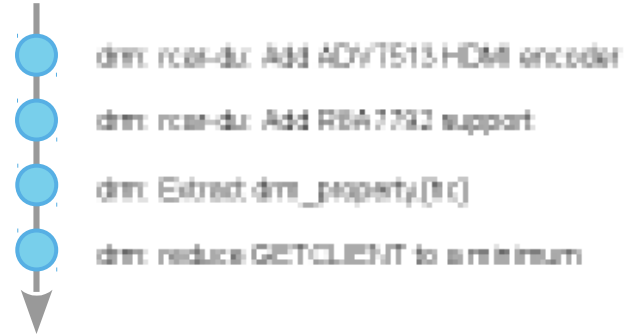 drm: rcar-du: Add ADV7513 HDMI encoder
drm: rcar-du: Add R8A7792 support
drm: Extract drm_property.[hc]
drm: reduce GETCLIENT to a minimum